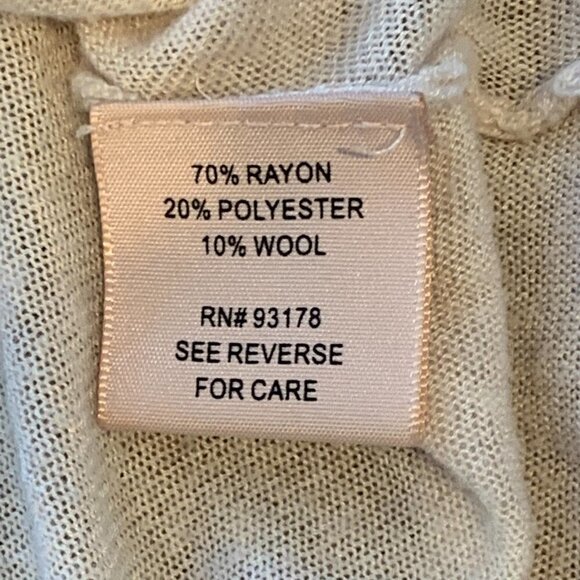 70% RAYON
20% POLYESTER
10% WOOL
RN# 93178
SEE REVERSE
FOR CARE